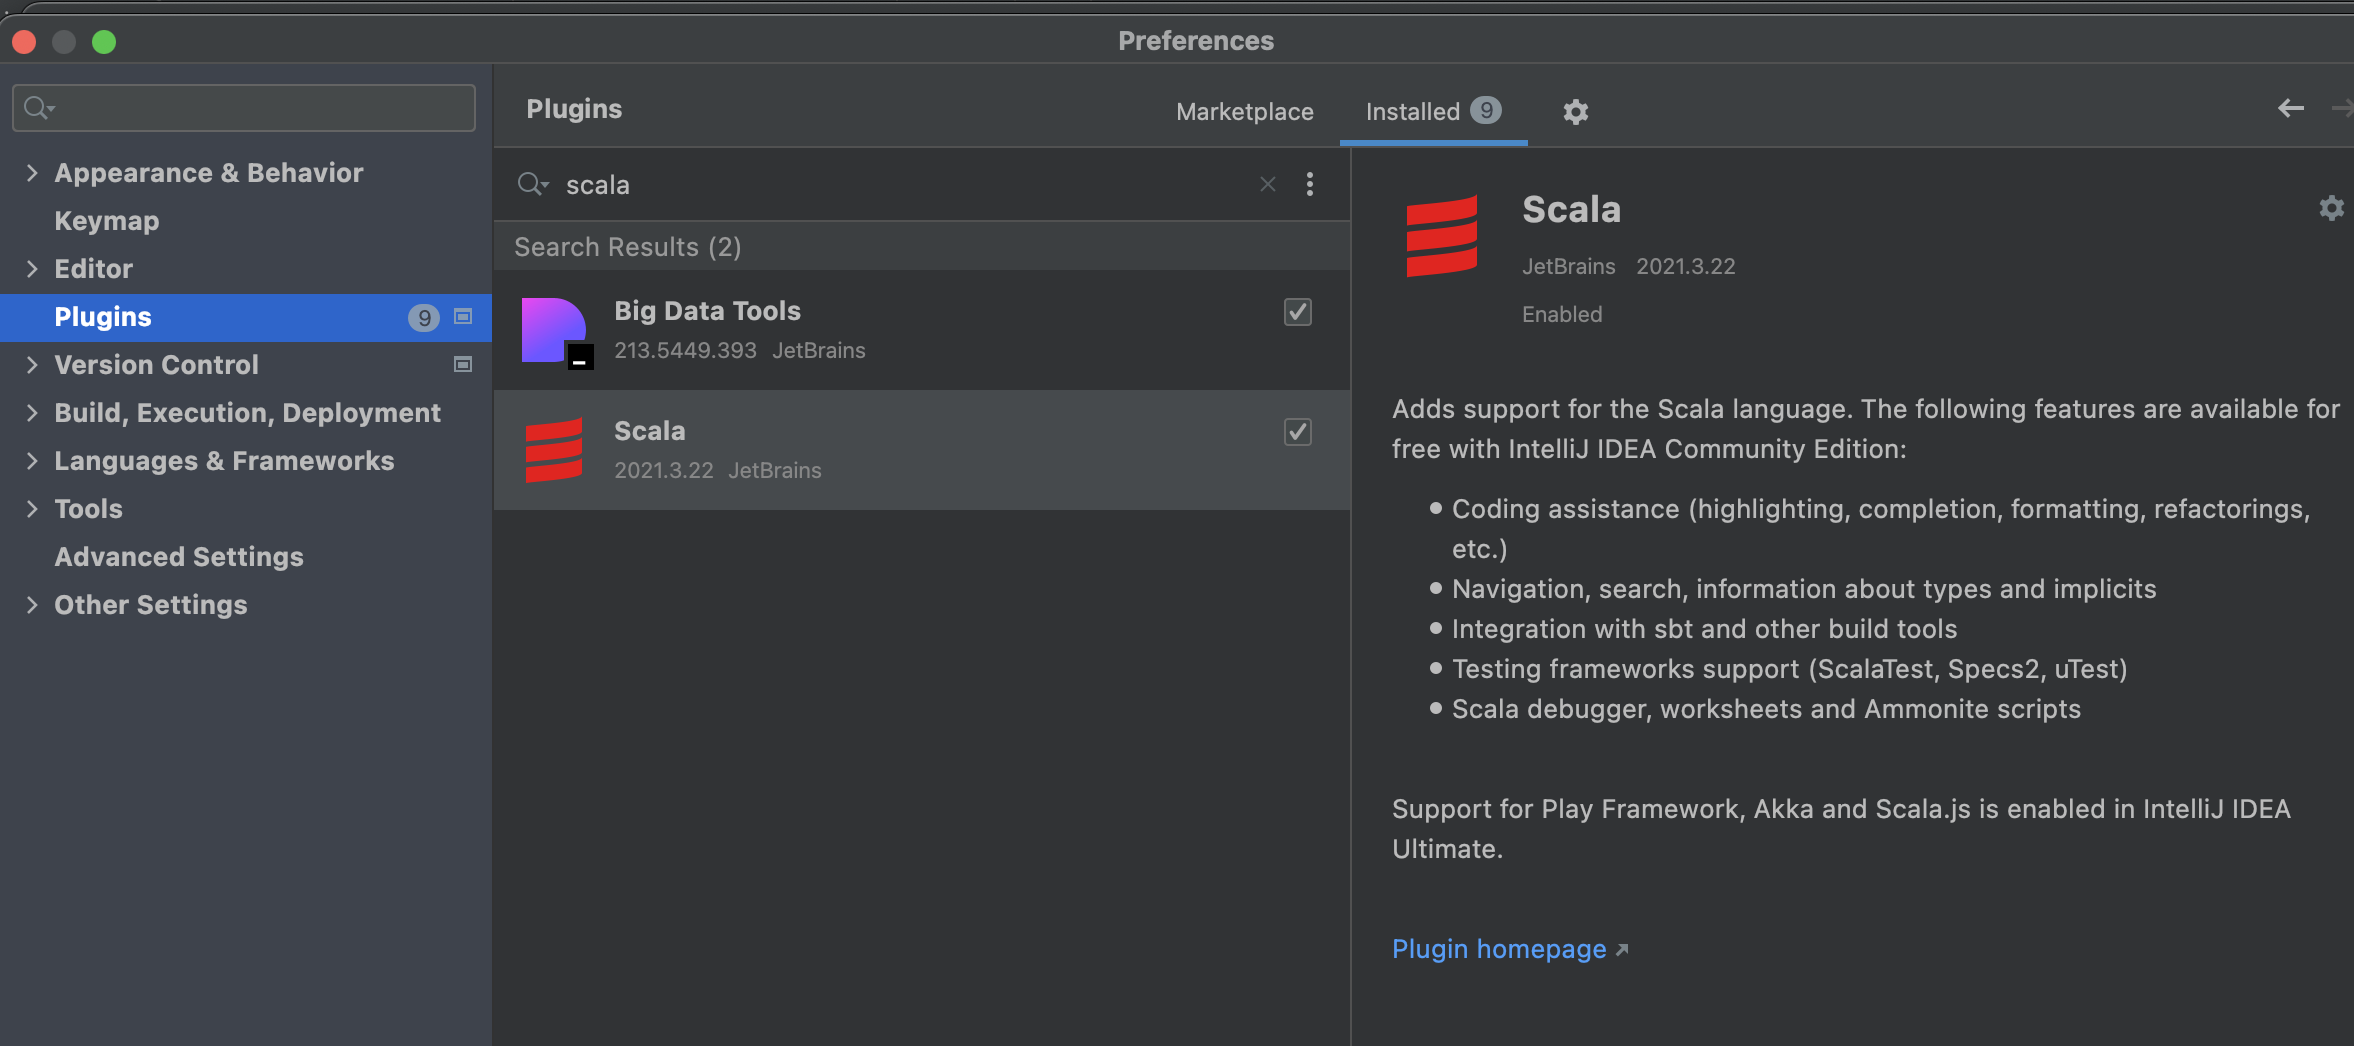 Preferences
Appearance & Behavior
Keymap
Editor
Plugins 9
Version Control
Build, Execution, Deployment
Languages & Frameworks
Tools
Advanced Settings
Other Settings
Plugins
Marketplace
Installed 9
scala
Search Results (2)
Big Data Tools
213.5449.393 JetBrains
Scala
2021.3.22 JetBrains
Scala
JetBrains 2021.3.22
Enabled
Adds support for the Scala language. The following features are available for
free with IntelliJ IDEA Community Edition:
• Coding assistance (highlighting, completion, formatting, refactorings,
etc.)
• Navigation, search, information about types and implicits
• Integration with sbt and other build tools
• Testing frameworks support (ScalaTest, Specs2, uTest)
• Scala debugger, worksheets and Ammonite scripts
Support for Play Framework, Akka and Scala.js is enabled in IntelliJ IDEA
Ultimate.
Plugin homepage